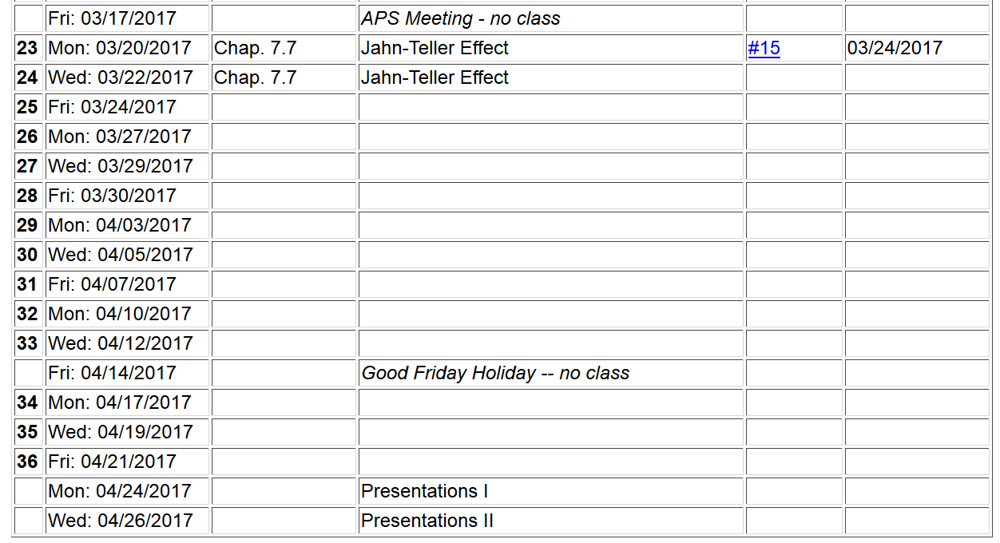 Fri: 03/17/2017 APS Meeting - no class
23 Mon: 03/20/2017 Chap. 7.7 Jahn-Teller Effect #15 03/24/2017
24 Wed: 03/22/2017 Chap. 7.7 Jahn-Teller Effect
25 Fri: 03/24/2017
26 Mon: 03/27/2017
27 Wed: 03/29/2017
28 Fri: 03/30/2017
29 Mon: 04/03/2017
30 Wed: 04/05/2017
31 Fri: 04/07/2017
32 Mon: 04/10/2017
33 Wed: 04/12/2017
Fri: 04/14/2017 Good Friday Holiday -- no class
34 Mon: 04/17/2017
35 Wed: 04/19/2017
36 Fri: 04/21/2017
Mon: 04/24/2017 Presentations I
Wed: 04/26/2017 Presentations II